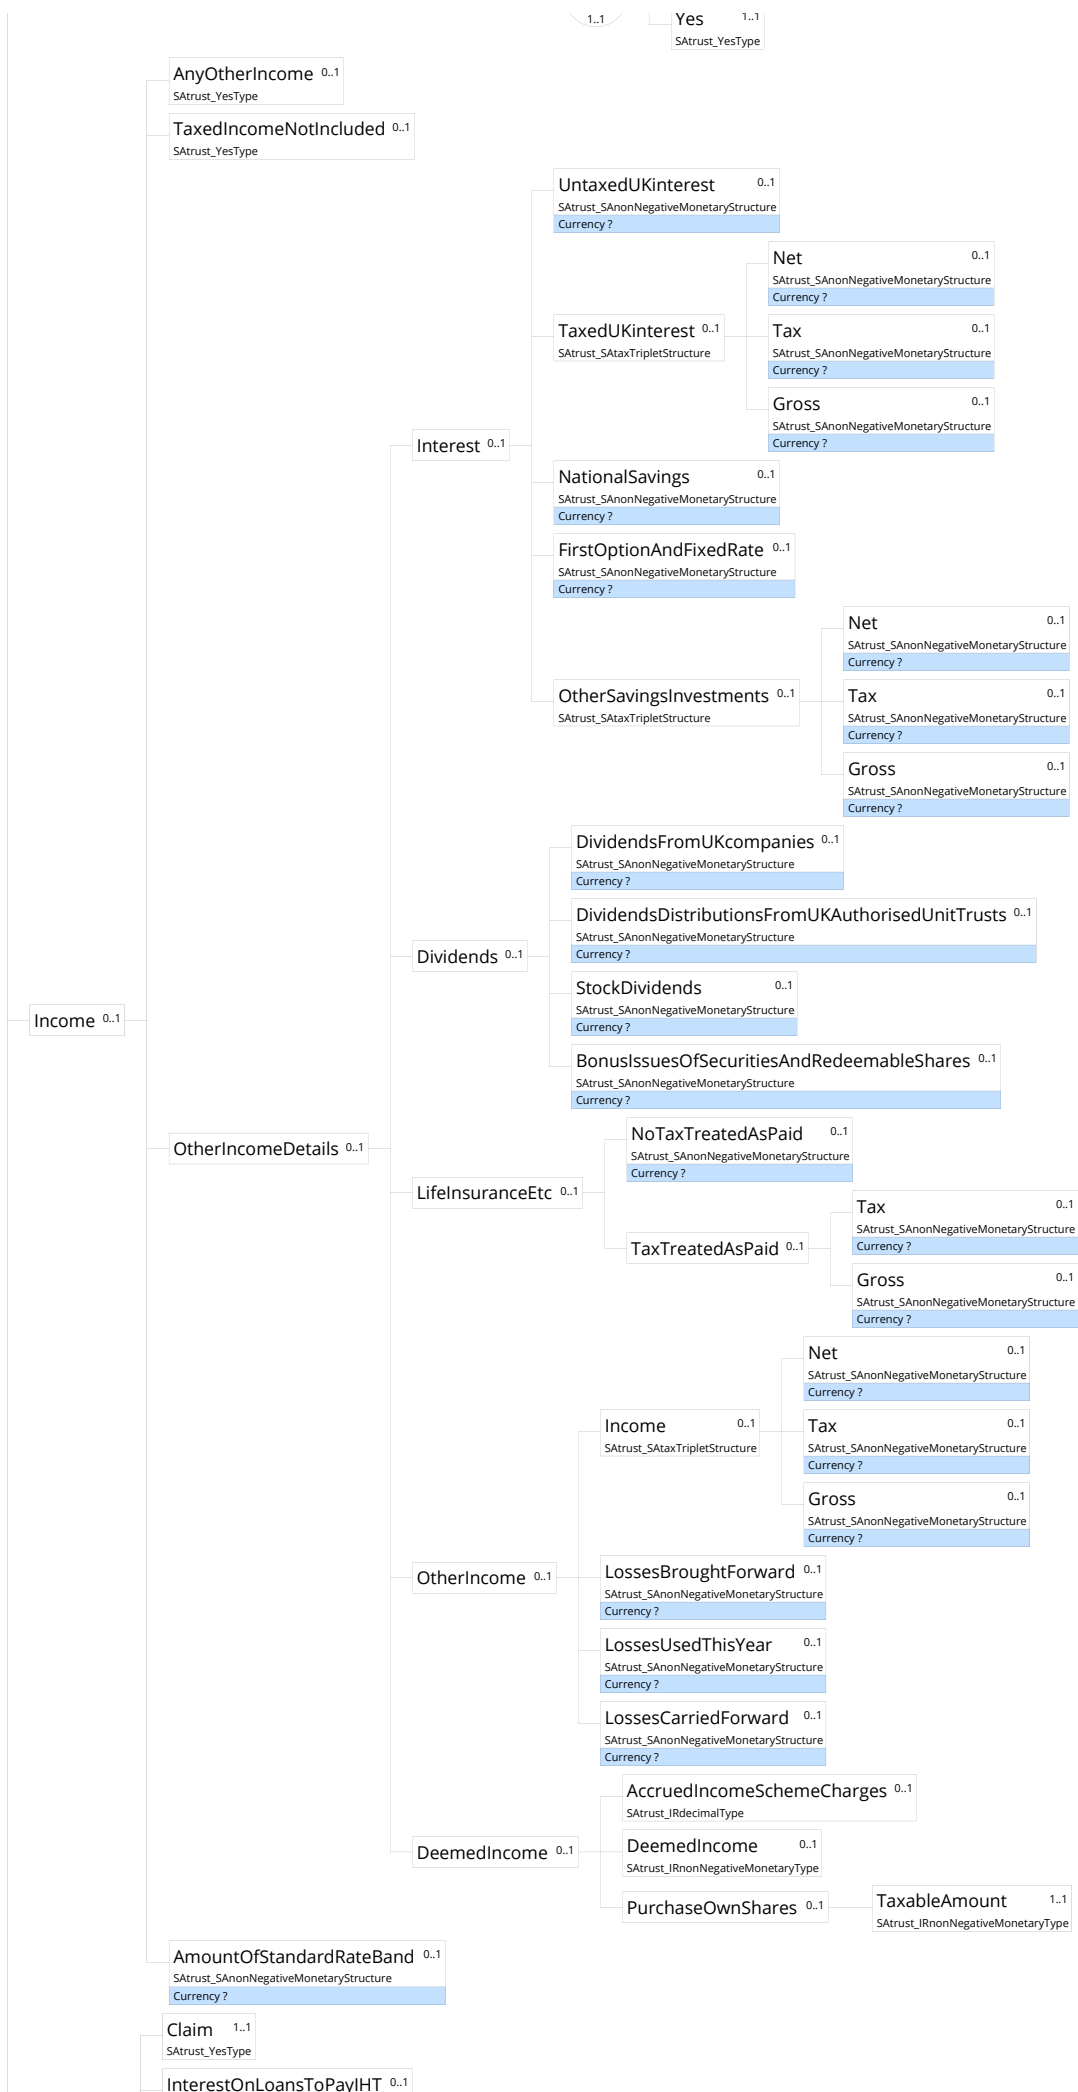 1..1
Yes 1..1
SAtrust_YesType
AnyOtherIncome 0..1
SAtrust_YesType
TaxedIncomeNotIncluded 0..1
SAtrust_YesType
UntaxedUKinterest 0..1
SAtrust_SAnonNegativeMonetaryStructure
Currency ?
Net 0..1
SAtrust_SAnonNegativeMonetaryStructure
Currency ?
TaxedUKinterest 0..1
SAtrust_SAtaxTripletStructure
Tax 0..1
SAtrust_SAnonNegativeMonetaryStructure
Currency ?
Gross 0..1
SAtrust_SAnonNegativeMonetaryStructure
Currency ?
Interest 0..1
NationalSavings 0..1
SAtrust_SAnonNegativeMonetaryStructure
Currency ?
FirstOptionAndFixedRate 0..1
SAtrust_SAnonNegativeMonetaryStructure
Currency ?
Net 0..1
SAtrust_SAnonNegativeMonetaryStructure
Currency ?
OtherSavingsInvestments 0..1
SAtrust_SAtaxTripletStructure
Tax 0..1
SAtrust_SAnonNegativeMonetaryStructure
Currency ?
Gross 0..1
SAtrust_SAnonNegativeMonetaryStructure
Currency ?
DividendsFromUKcompanies 0..1
SAtrust_SAnonNegativeMonetaryStructure
Currency ?
DividendsDistributionsFromUKAuthorisedUnitTrusts 0..1
SAtrust_SAnonNegativeMonetaryStructure
Currency ?
Dividends 0..1
StockDividends 0..1
SAtrust_SAnonNegativeMonetaryStructure
Currency ?
Income 0..1
BonusIssuesOfSecuritiesAndRedeemableShares 0..1
SAtrust_SAnonNegativeMonetaryStructure
Currency ?
OtherIncomeDetails 0..1
NoTaxTreatedAsPaid 0..1
SAtrust_SAnonNegativeMonetaryStructure
Currency ?
LifeInsuranceEtc 0..1
Tax 0..1
SAtrust_SAnonNegativeMonetaryStructure
Currency ?
TaxTreatedAsPaid 0..1
Gross 0..1
SAtrust_SAnonNegativeMonetaryStructure
Currency ?
Net 0..1
SAtrust_SAnonNegativeMonetaryStructure
Currency ?
Income 0..1
SAtrust_SAtaxTripletStructure
Tax 0..1
SAtrust_SAnonNegativeMonetaryStructure
Currency ?
Gross 0..1
SAtrust_SAnonNegativeMonetaryStructure
Currency ?
OtherIncome 0..1
LossesBroughtForward 0..1
SAtrust_SAnonNegativeMonetaryStructure
Currency ?
LossesUsedThisYear 0..1
SAtrust_SAnonNegativeMonetaryStructure
Currency ?
LossesCarriedForward 0..1
SAtrust_SAnonNegativeMonetaryStructure
Currency ?
AccruedIncomeSchemeCharges 0..1
SAtrust_IRdecimalType
DeemedIncome 0..1
DeemedIncome 0..1
SAtrust_IRnonNegativeMonetaryType
PurchaseOwnShares 0..1
TaxableAmount 1..1
SAtrust_IRnonNegativeMonetaryType
AmountOfStandardRateBand 0..1
SAtrust_SAnonNegativeMonetaryStructure
Currency ?
Claim 1..1
SAtrust_YesType
InterestOnLoansToPayIHT 0..1